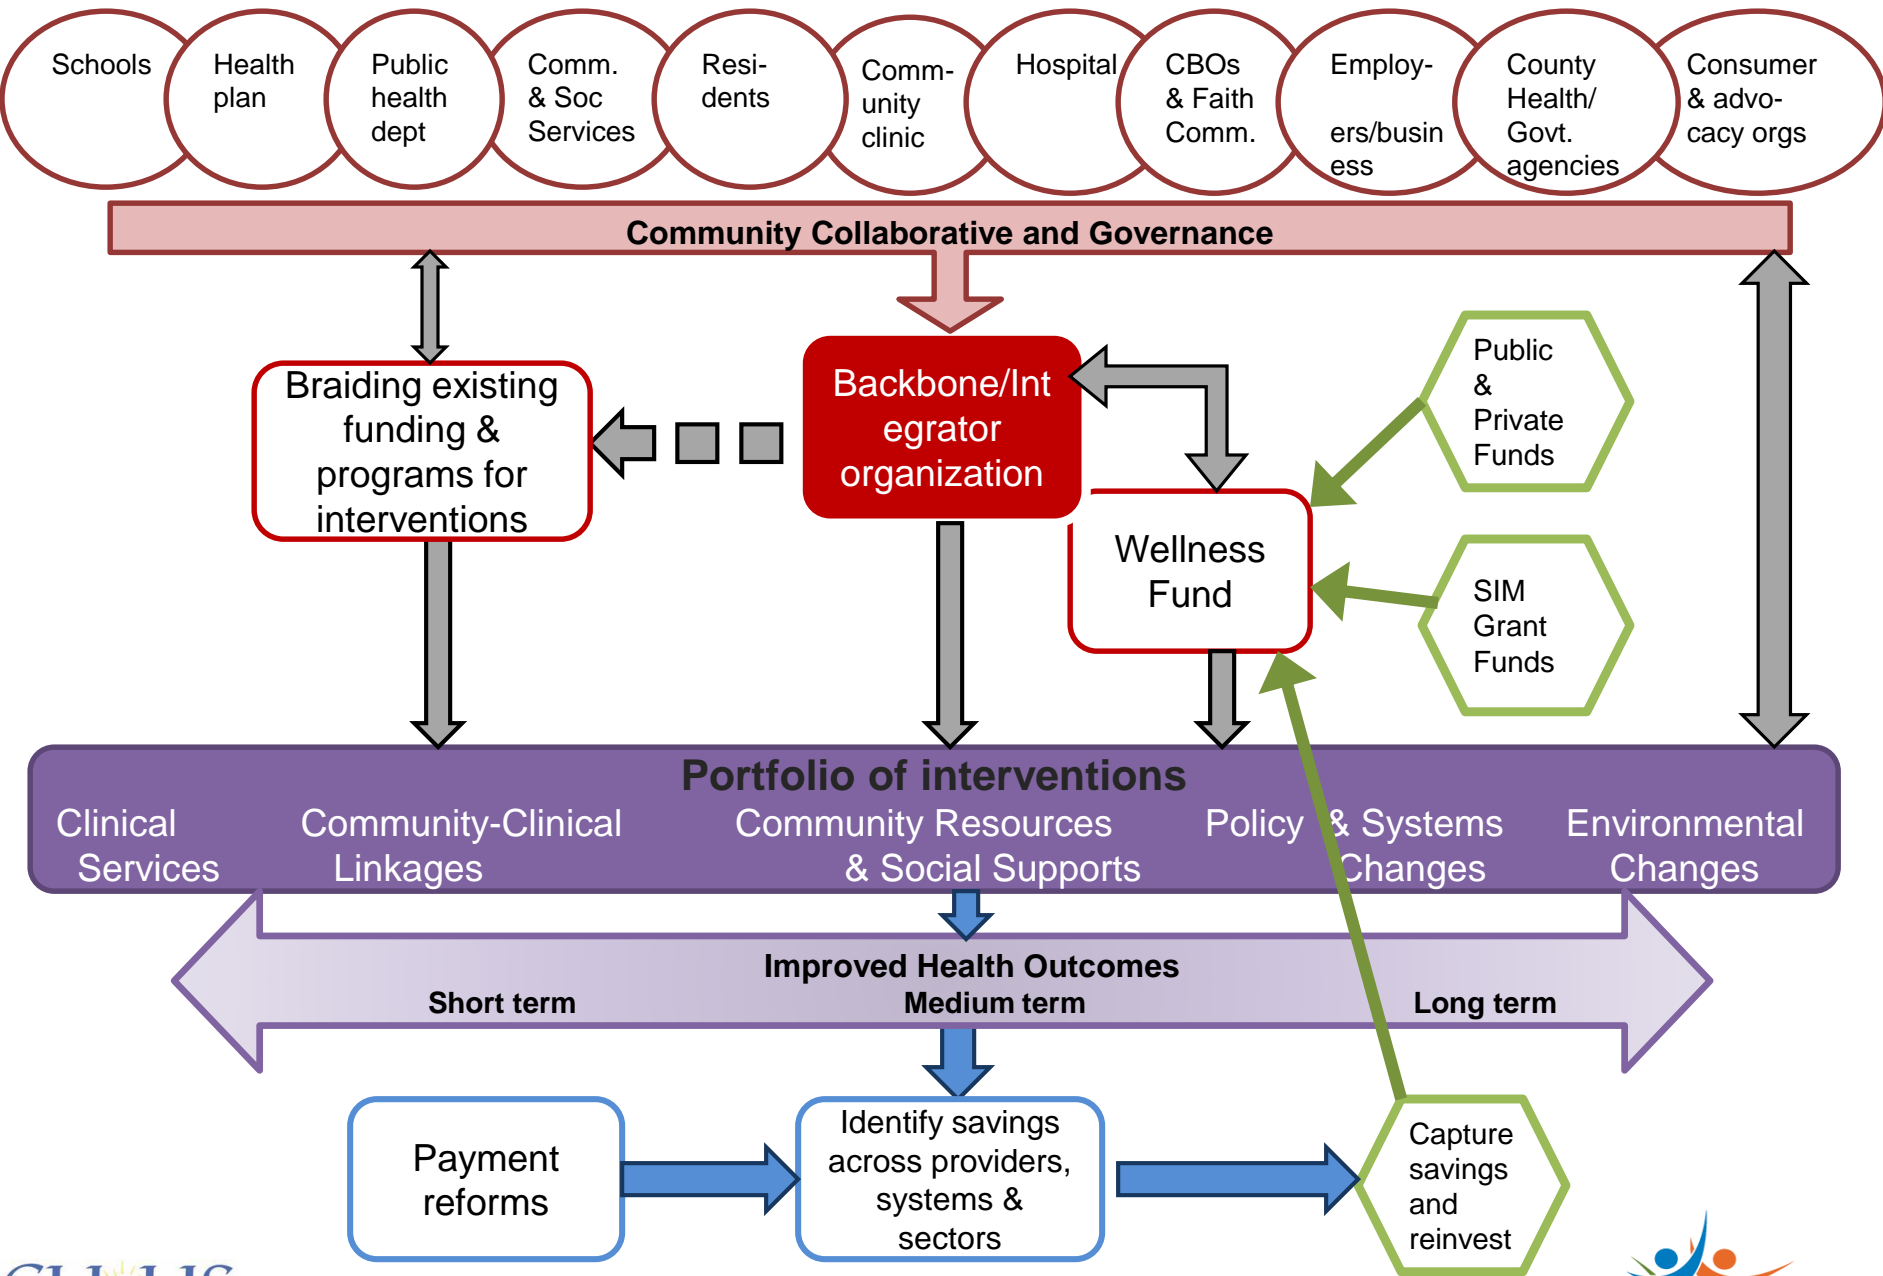 Schools
Health
plan
Public
health
dept
Comm.
& Soc
Services
Resi-
dents
Comm-
unity
clinic
Hospital
CBOs
& Faith
Comm.
Employ-
ers/busin
ess
County
Health/
Govt.
agencies
Consumer
& advo-
cacy orgs
Community Collaborative and Governance
Braiding existing
funding &
programs for
interventions
Backbone/Int
egrator
organization
Wellness
Fund
Public
&
Private
Funds
SIM
Grant
Funds
Portfolio of interventions
Clinical
Services
Community-Clinical
Linkages
Community Resources
& Social Supports
Policy & Systems
Changes
Environmental
Changes
Improved Health Outcomes
Short term
Medium term
Long term
Payment
reforms
Identify savings
across providers,
systems &
sectors
Capture
savings
and
reinvest